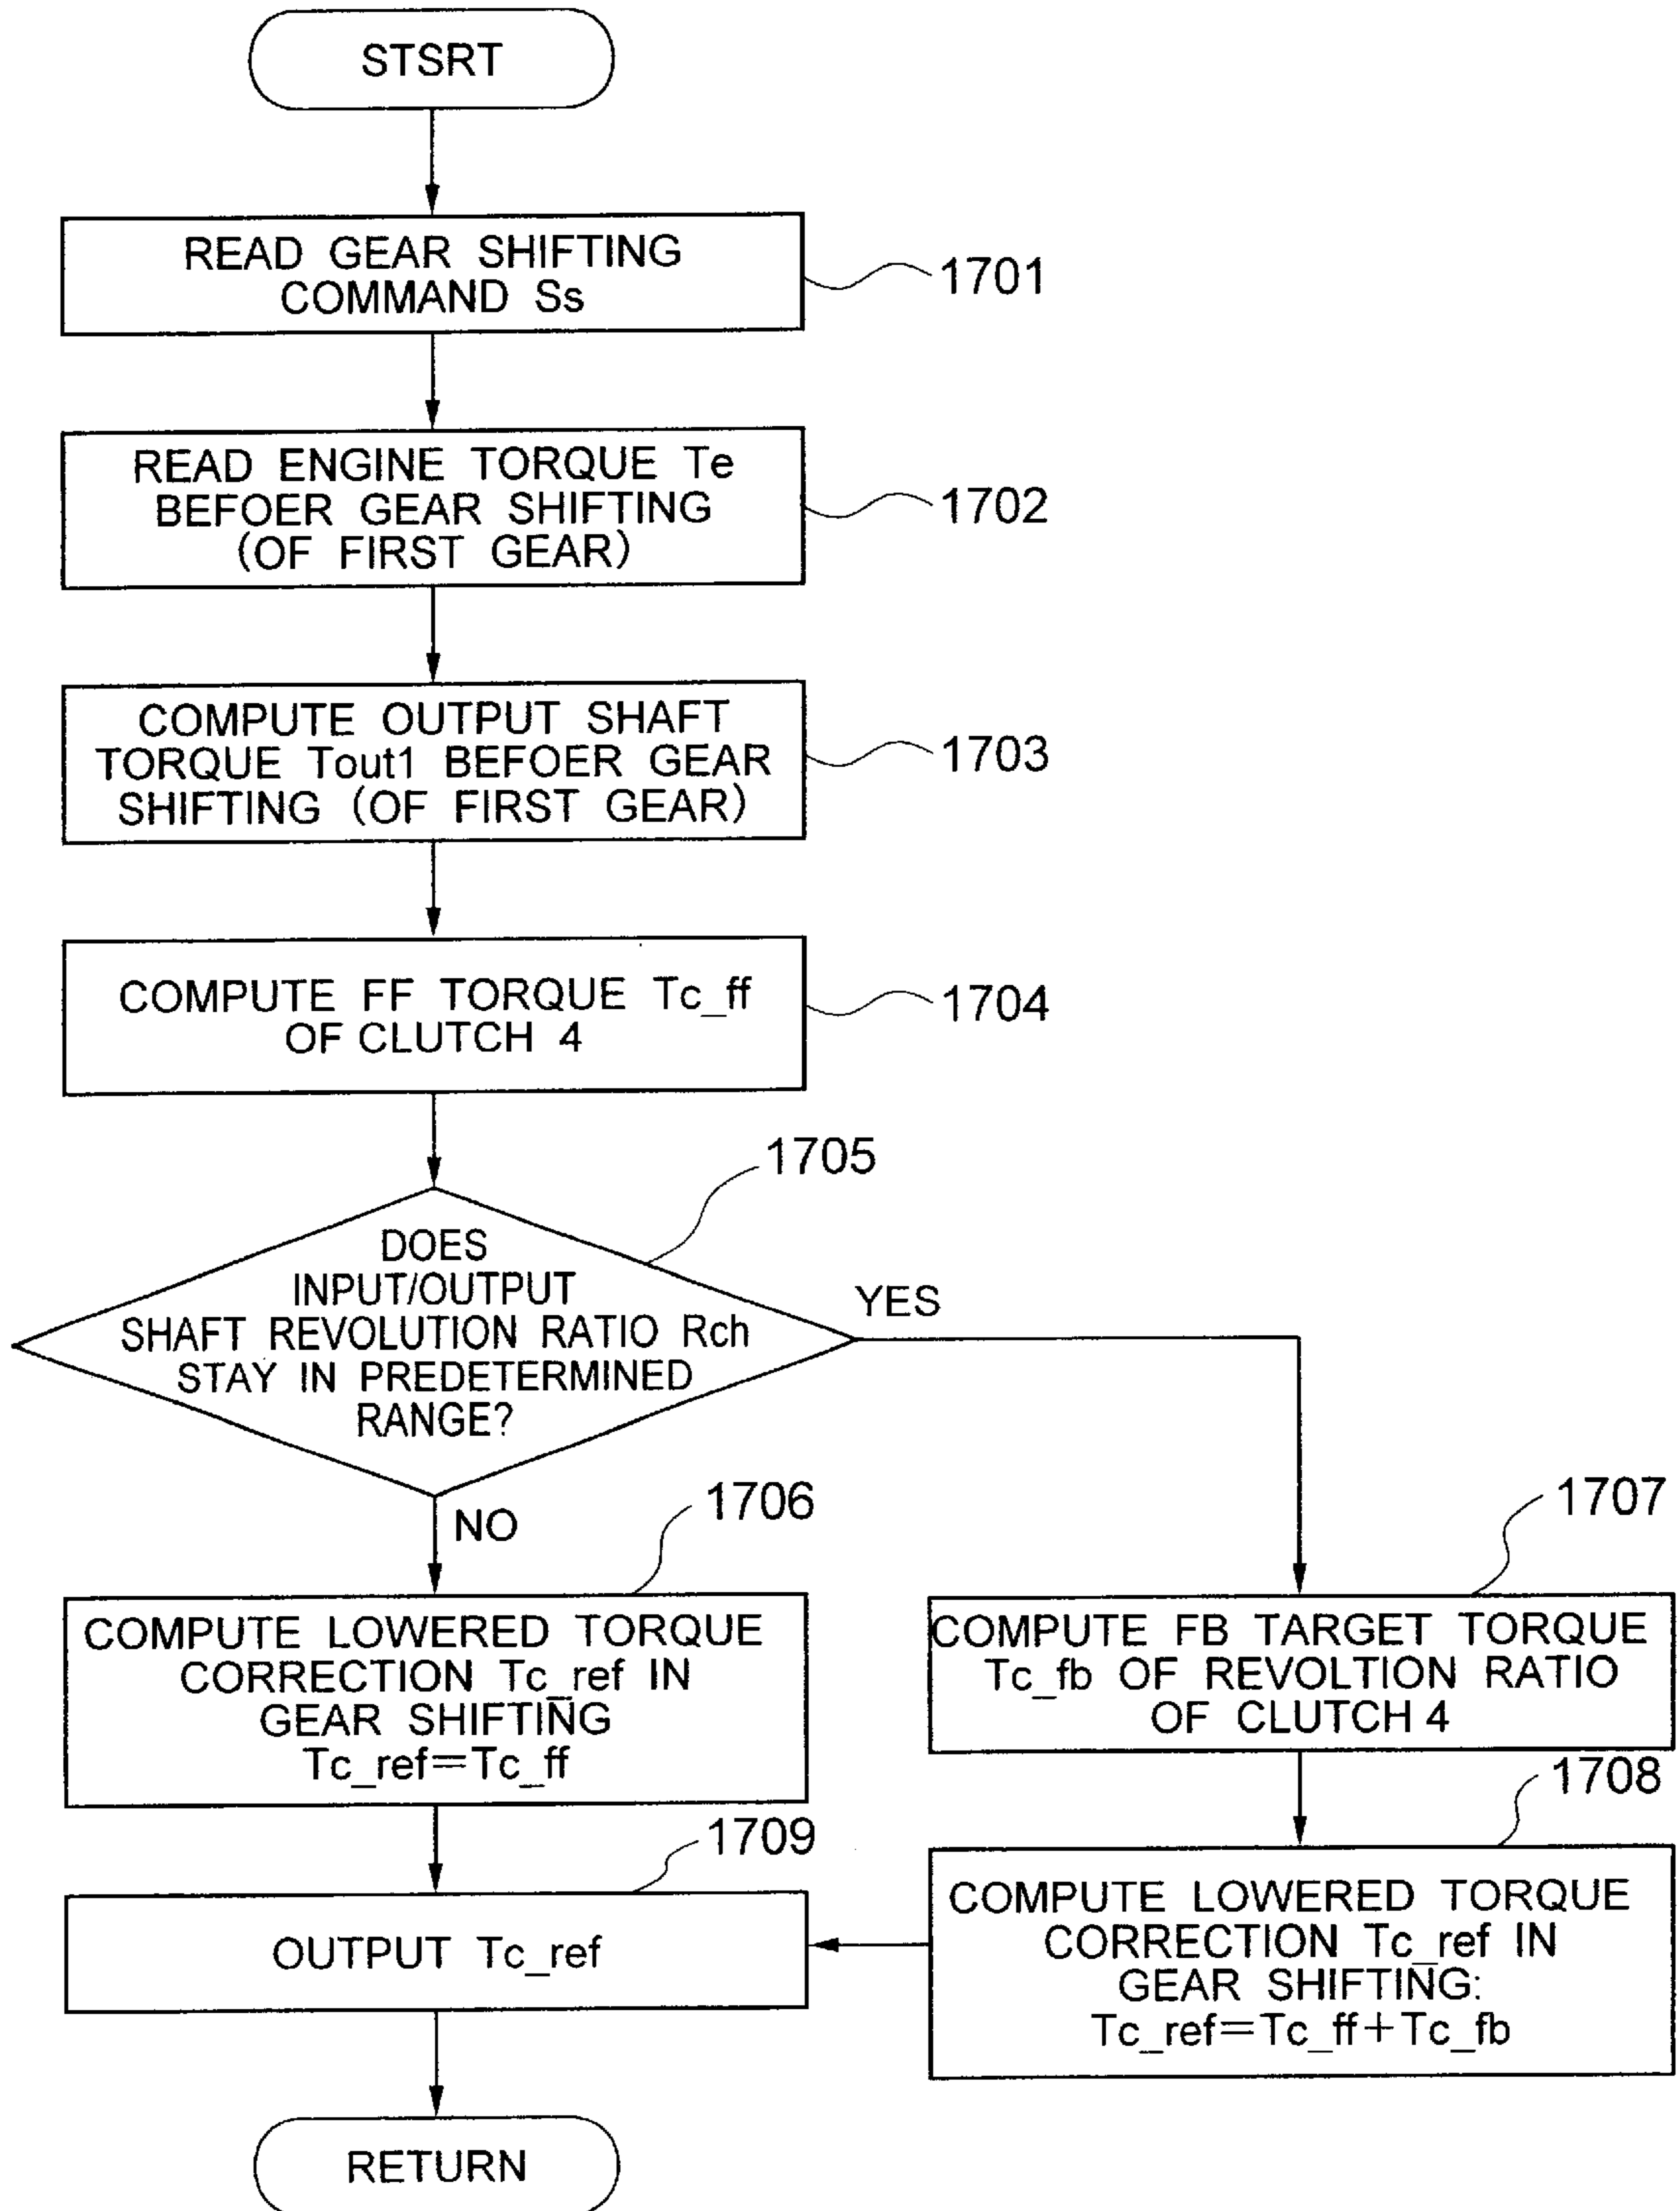 STSRT
READ GEAR SHIFTING
COMMAND Ss
1701
READ ENGINE TORQUE Te
BEFOER GEAR SHIFTING
(OF FIRST GEAR)
1702
COMPUTE OUTPUT SHAFT
TORQUE Tout1 BEFOER GEAR
SHIFTING (OF FIRST GEAR)
1703
COMPUTE FF TORQUE Tc_ff
OF CLUTCH 4
1704
1705
DOES
INPUT/OUTPUT
SHAFT REVOLUTION RATIO Rch
STAY IN PREDETERMINED
RANGE?
YES
NO
1706
COMPUTE LOWERED TORQUE
CORRECTION Tc_ref IN
GEAR SHIFTING
Tc_ref=Tc_ff
1707
COMPUTE FB TARGET TORQUE
Tc_fb OF REVOLTION RATIO
OF CLUTCH 4
1708
COMPUTE LOWERED TORQUE
CORRECTION Tc_ref IN
GEAR SHIFTING:
Tc_ref=Tc_ff+Tc_fb
1709
OUTPUT Tc_ref
RETURN